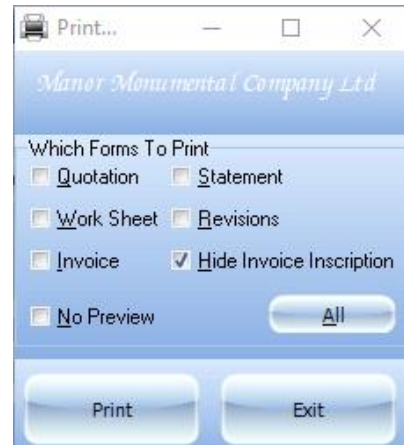 Print...
Manor Monumental Company Ltd
Which Forms To Print
Quotation Statement
Work Sheet Revisions
Invoice Hide Invoice Inscription
No Preview All
Print Exit